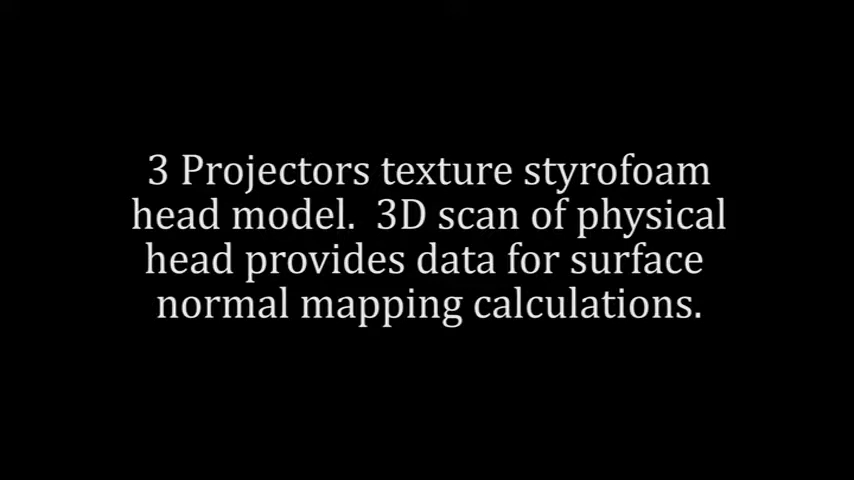 3 Projectors texture styrofoam
head model.  3D scan of physical
head provides data for surface
normal mapping calculations.